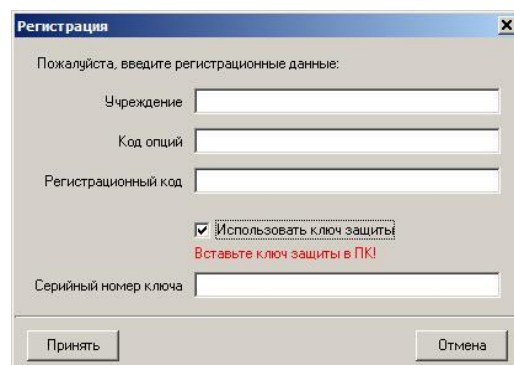 Регистрация
Пожалуйста, введите регистрационные данные:
Учреждение
Код опций
Регистрационный код
Использовать ключ защиты
Вставьте ключ защиты в ПК!
Серийный номер ключа
Принять
Отмена